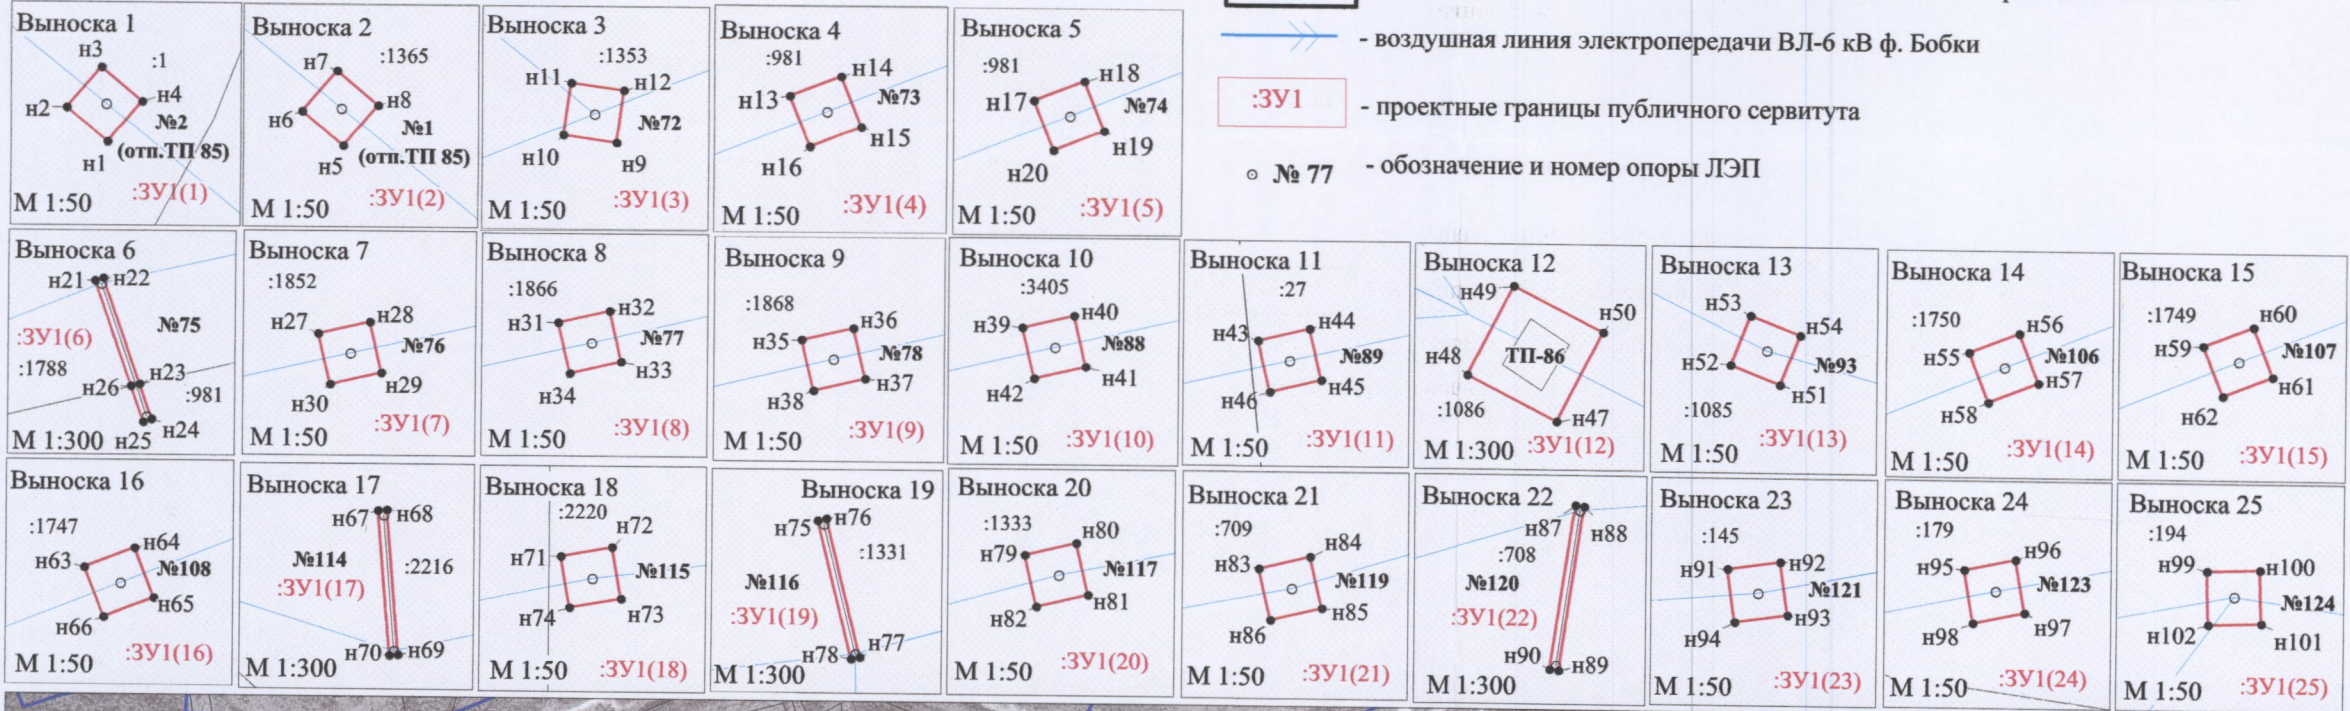 Выноска 1
н3
:1
н2
н4
№2
н1
(отп.ТП 85)
М 1:50
:ЗУ1(1)
Выноска 2
н7
:1365
н6
н8
№1
н5
(отп.ТП 85)
М 1:50
:ЗУ1(2)
Выноска 3
:1353
н11
н12
№72
н10
н9
М 1:50
:ЗУ1(3)
Выноска 4
:981
н14
н13
№73
н15
н16
М 1:50
:ЗУ1(4)
Выноска 5
:981
н18
н17
№74
н19
н20
М 1:50
:ЗУ1(5)
- воздушная линия электропередачи ВЛ-6 кВ ф. Бобки
:ЗУ1 - проектные границы публичного сервитута
№ 77 - обозначение и номер опоры ЛЭП
Выноска 6
н21
н22
№75
:ЗУ1(6)
:1788
н26
н23
:981
н24
М 1:300
н25
Выноска 7
:1852
н27
н28
№76
н29
н30
М 1:50
:ЗУ1(7)
Выноска 8
:1866
н31
н32
№77
н33
н34
М 1:50
:ЗУ1(8)
Выноска 9
:1868
н35
н36
№78
н37
н38
М 1:50
:ЗУ1(9)
Выноска 10
:3405
н39
н40
№88
н41
н42
М 1:50
:ЗУ1(10)
Выноска 11
:27
н43
н44
№89
н45
н46
М 1:50
:ЗУ1(11)
Выноска 12
н49
н50
н48
ТП-86
:1086
н47
М 1:300
:ЗУ1(12)
Выноска 13
н53
н54
н52
№93
н51
:1085
М 1:50
:ЗУ1(13)
Выноска 14
:1750
н56
н55
№106
н57
н58
М 1:50
:ЗУ1(14)
Выноска 15
:1749
н60
н59
№107
н61
н62
М 1:50
:ЗУ1(15)
Выноска 16
:1747
н64
н63
№108
н65
н66
М 1:50
:ЗУ1(16)
Выноска 17
н67
н68
№114
:2216
:ЗУ1(17)
н70
н69
М 1:300
Выноска 18
:2220
н72
н71
№115
н74
н73
М 1:50
:ЗУ1(18)
Выноска 19
н75
н76
:1331
№116
:ЗУ1(19)
н78
н77
М 1:300
Выноска 20
:1333
н80
н79
№117
н81
н82
М 1:50
:ЗУ1(20)
Выноска 21
:709
н84
н83
№119
н85
н86
М 1:50
:ЗУ1(21)
Выноска 22
н87
н88
:708
№120
:ЗУ1(22)
н90
н89
М 1:300
Выноска 23
:145
н91
н92
№121
н93
н94
М 1:50
:ЗУ1(23)
Выноска 24
:179
н96
н95
№123
н97
н98
М 1:50
:ЗУ1(24)
Выноска 25
:194
н99
н100
№124
н102
н101
М 1:50
:ЗУ1(25)